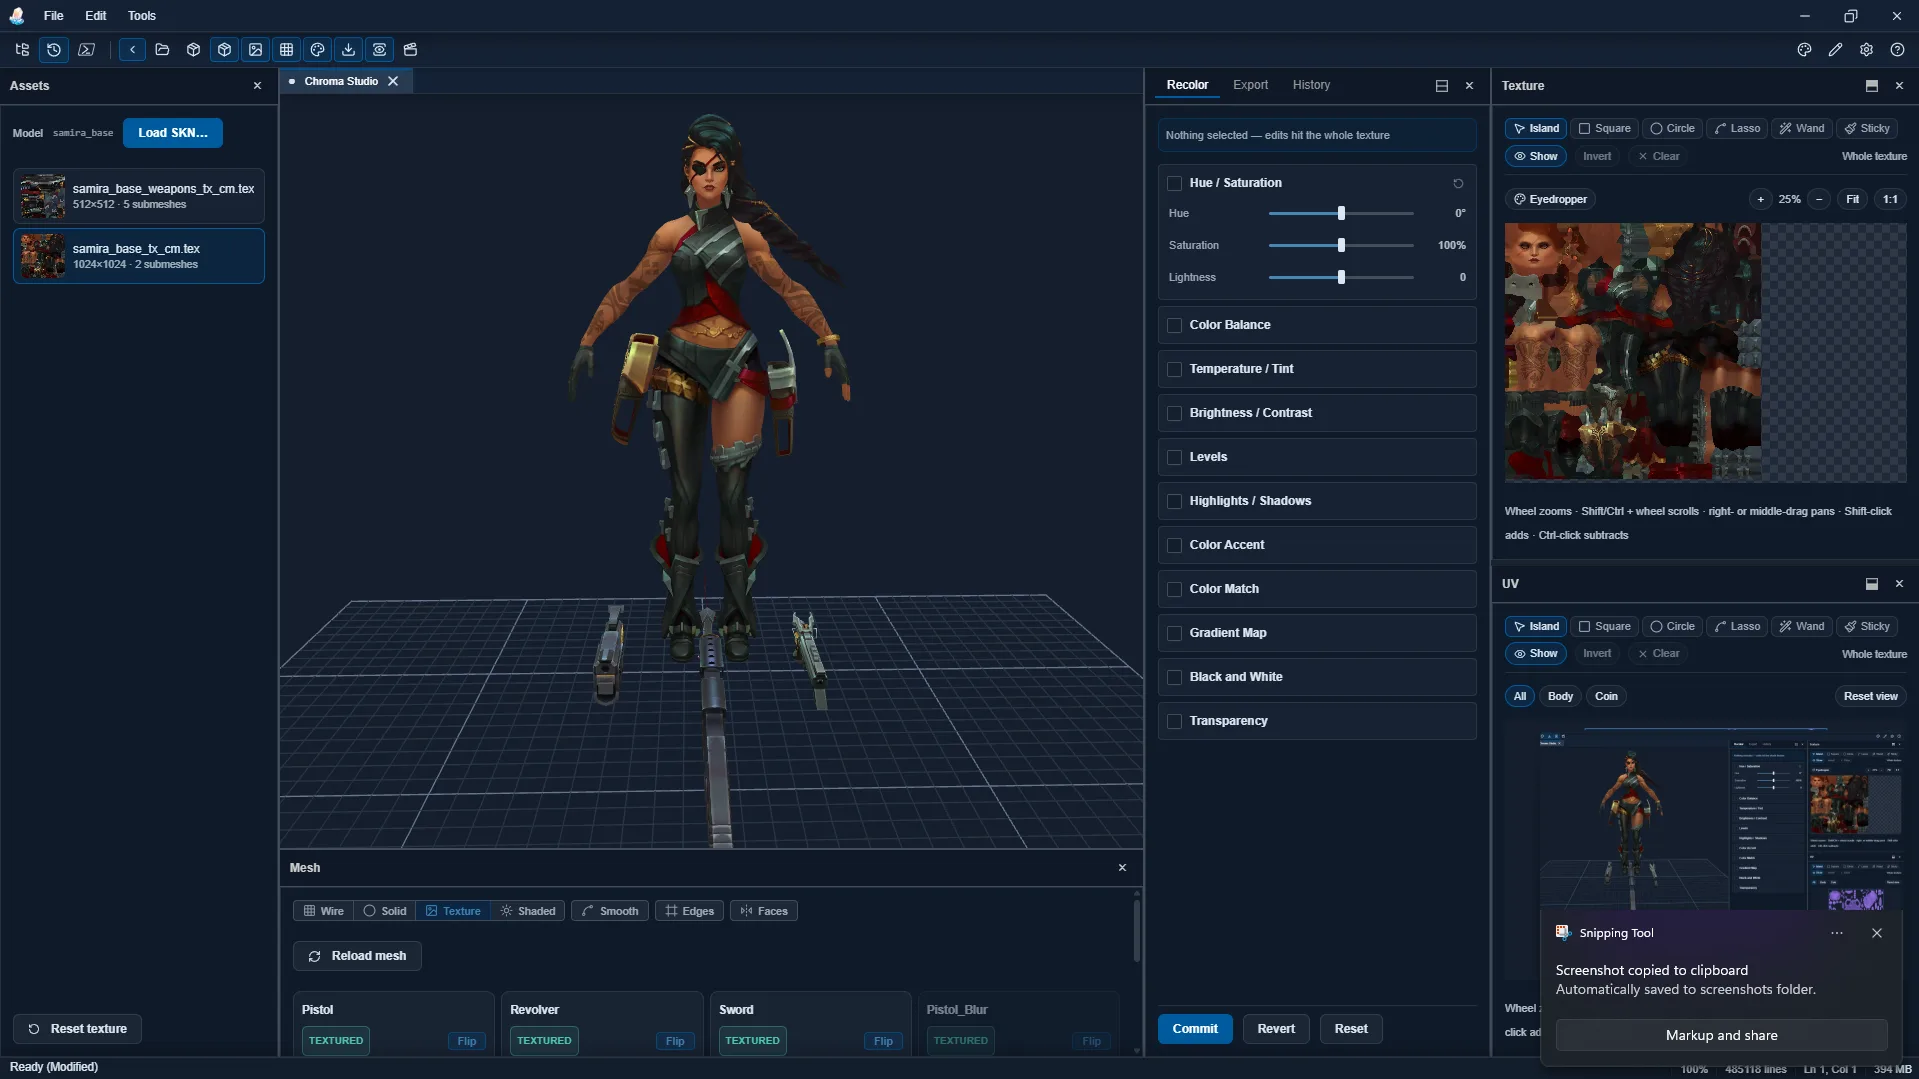 File Edit Tools
Assets
Model samira_base Load SKN...
samira_base_weapons_tx_cm.tex
512×512 · 5 submeshes
samira_base_tx_cm.tex
1024×1024 · 2 submeshes
Reset texture
Chroma Studio
Mesh
Wire Solid Texture Shaded Smooth Edges Faces
Reload mesh
Pistol Revolver Sword Pistol_Blur
TEXTURED Flip TEXTURED Flip TEXTURED Flip TEXTURED Flip
Recolor Export History
Nothing selected — edits hit the whole texture
Hue / Saturation
Hue 0°
Saturation 100%
Lightness 0
Color Balance
Temperature / Tint
Brightness / Contrast
Levels
Highlights / Shadows
Color Accent
Color Match
Gradient Map
Black and White
Transparency
Commit Revert Reset
Texture
Island Square Circle Lasso Wand Sticky
Show Invert Clear Whole texture
Eyedropper + 25% − Fit 1:1
Wheel zooms · Shift/Ctrl + wheel scrolls · right- or middle-drag pans · Shift-click
adds · Ctrl-click subtracts
UV
Island Square Circle Lasso Wand Sticky
Show Invert Clear Whole texture
All Body Coin Reset view
Wheel
click
Snipping Tool
Screenshot copied to clipboard
Automatically saved to screenshots folder.
Markup and share
Ready (Modified) 100% 485118 lines Ln 1, Col 1 394 MB